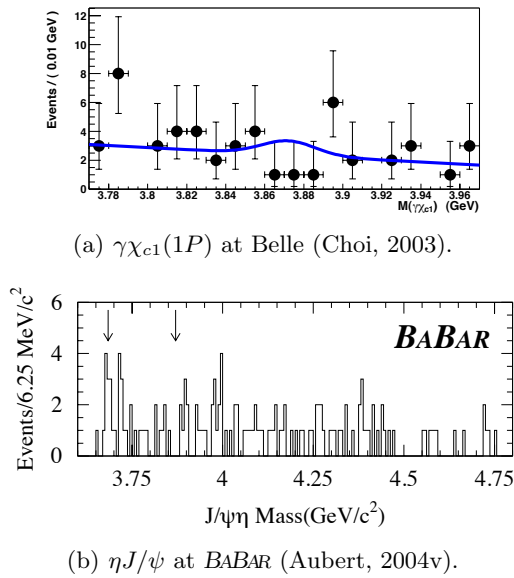 Events / ( 0.01 GeV )
12
10
8
6
4
2
0
3.78 3.8 3.82 3.84 3.86 3.88 3.9 3.92 3.94 3.96
M(γχc1) (GeV)
(a) γχc1(1P) at Belle (Choi, 2003).
Events/6.25 MeV/c²
6
4
2
0
BABAR
3.75 4 4.25 4.5 4.75
J/ψη Mass(GeV/c²)
(b) ηJ/ψ at BABAR (Aubert, 2004v).